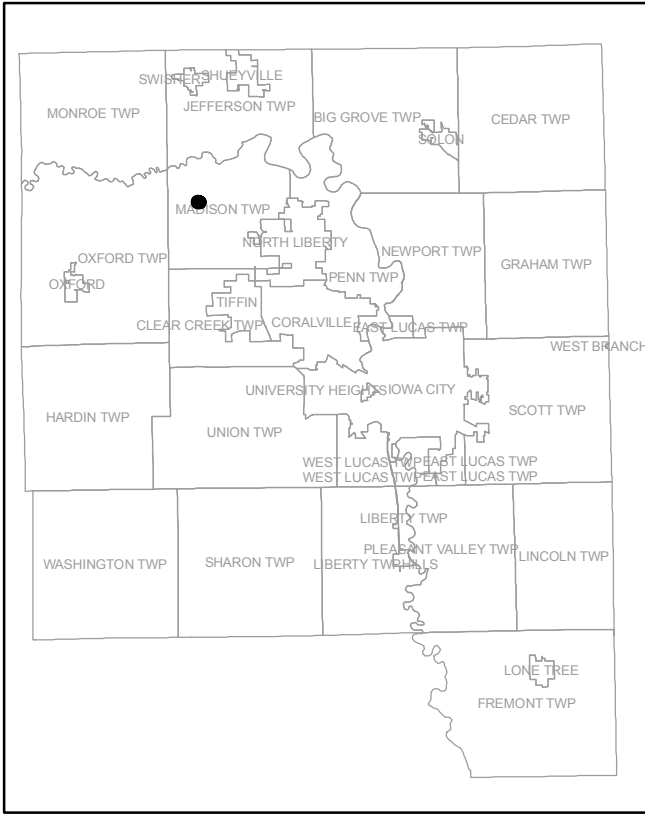 SWISHER
SHUEYVILLE
MONROE TWP
JEFFERSON TWP
BIG GROVE TWP
CEDAR TWP
SOLON
MADISON TWP
NORTH LIBERTY
NEWPORT TWP
OXFORD TWP
GRAHAM TWP
OXFORD
PENN TWP
TIFFIN
CLEAR CREEK TWP
CORALVILLE
EAST LUCAS TWP
WEST BRANCH
UNIVERSITY HEIGHTS
IOWA CITY
HARDIN TWP
SCOTT TWP
UNION TWP
WEST LUCAS TWP
EAST LUCAS TWP
WEST LUCAS TWP
EAST LUCAS TWP
LIBERTY TWP
PLEASANT VALLEY TWP
WASHINGTON TWP
SHARON TWP
LIBERTY TWP
HILLS
LINCOLN TWP
LONE TREE
FREMONT TWP